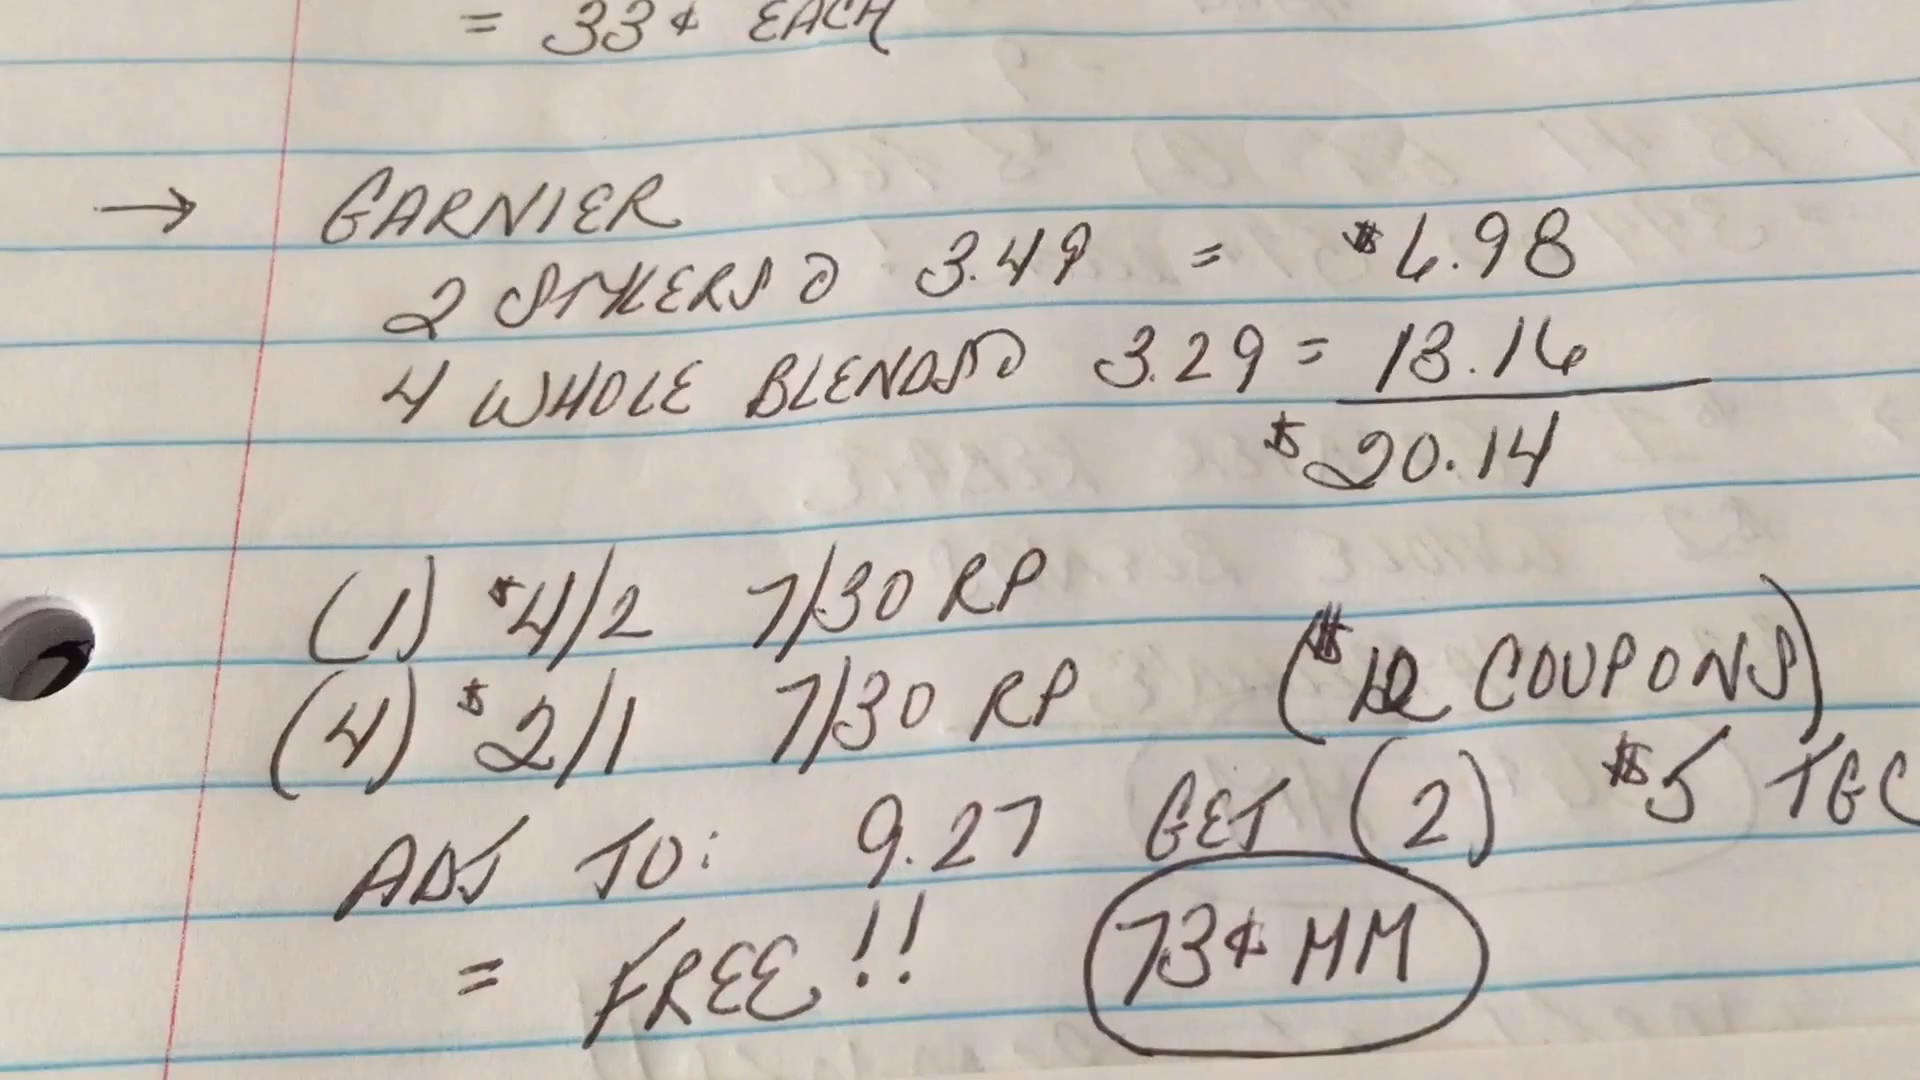 = 33¢ EACH
→ GARNIER
2 STYLERS @ 3.49 = $6.98
4 WHOLE BLENDS @ 3.29 = 13.16
$20.14
(1) $4/2 7/30 RP
(4) $2/1 7/30 RP ($12 COUPONS)
ADJ TO: 9.27 GET (2) $5 TGC
= FREE!! 73¢ MM